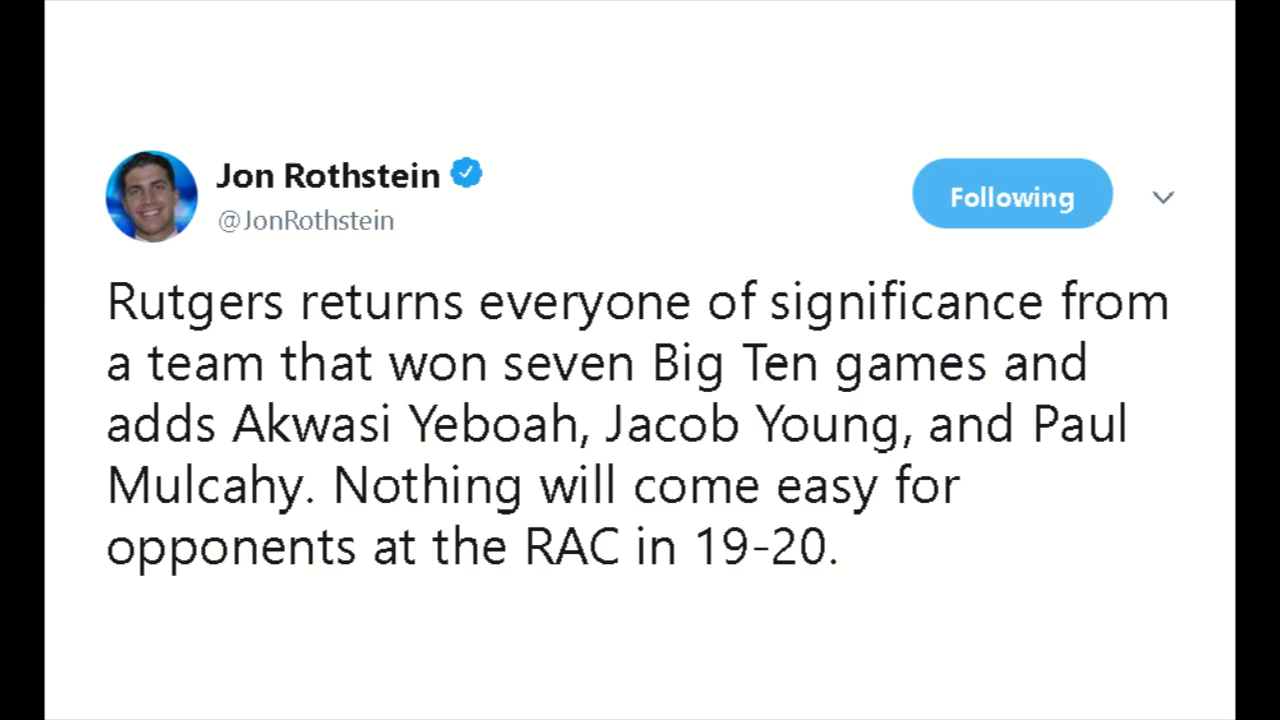 Jon Rothstein
@JonRothstein
Following
Rutgers returns everyone of significance from
a team that won seven Big Ten games and
adds Akwasi Yeboah, Jacob Young, and Paul
Mulcahy. Nothing will come easy for
opponents at the RAC in 19-20.